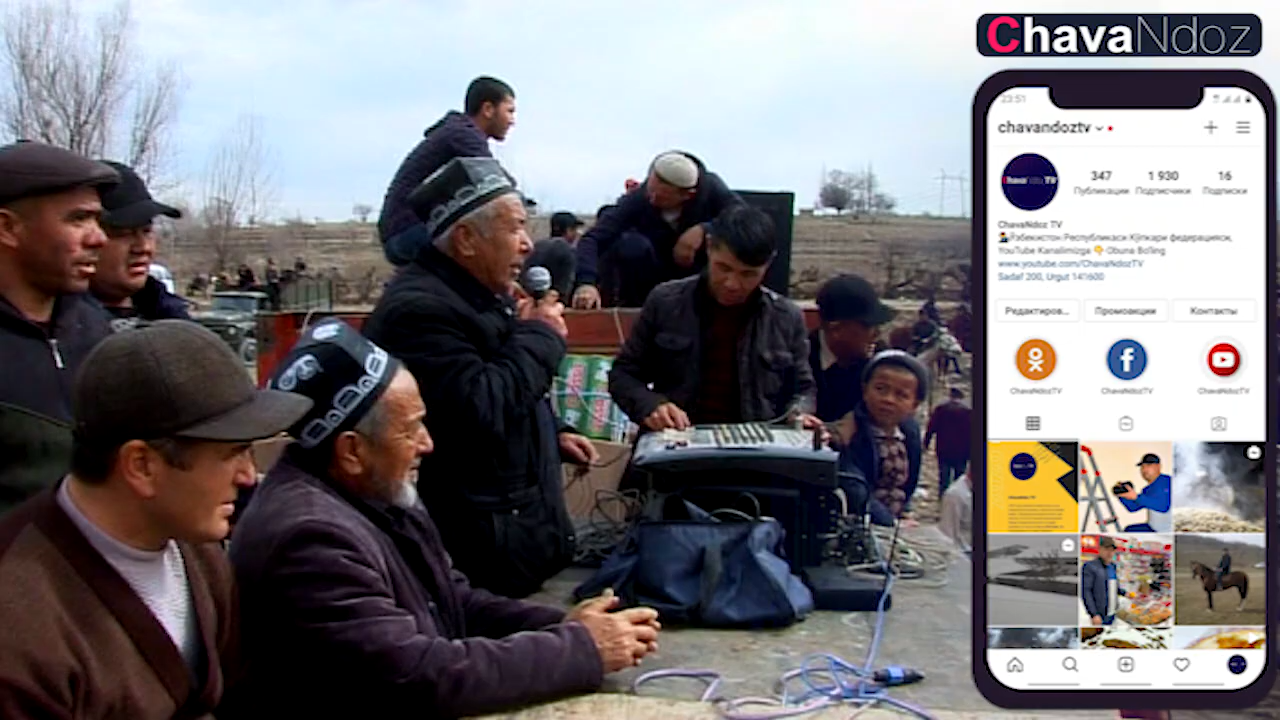 ChavaNdoz
23:51
chavandoztv
347
1 930
16
Публикации
Подписчики
Подписки
ChavaNdoz TV
Ўзбекистон Республикаси Кўпкари федерацияси,
YouTube Kanalimizga 👇 Obuna Bo'ling
www.youtube.com/ChavaNdozTV
Sadaf 200, Urgut 141600
Редактиров...
Промоакции
Контакты
ChavaNdozTV
ChavaNdozTV
ChavaNdozTV